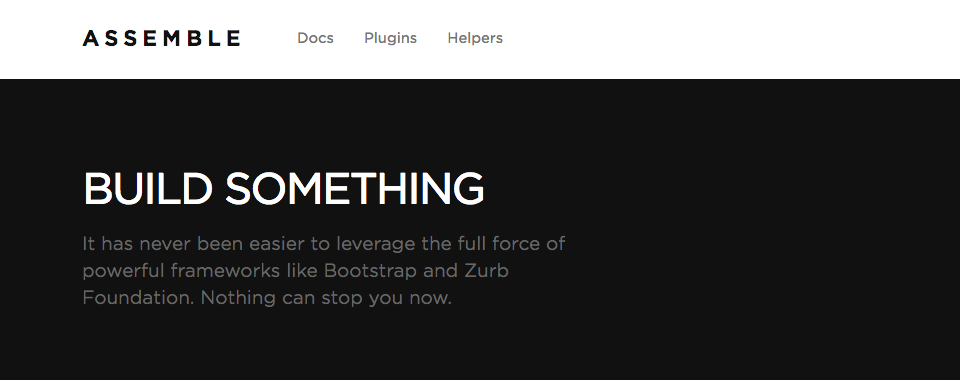 ASSEMBLE Docs Plugins Helpers
BUILD SOMETHING
It has never been easier to leverage the full force of
powerful frameworks like Bootstrap and Zurb
Foundation. Nothing can stop you now.